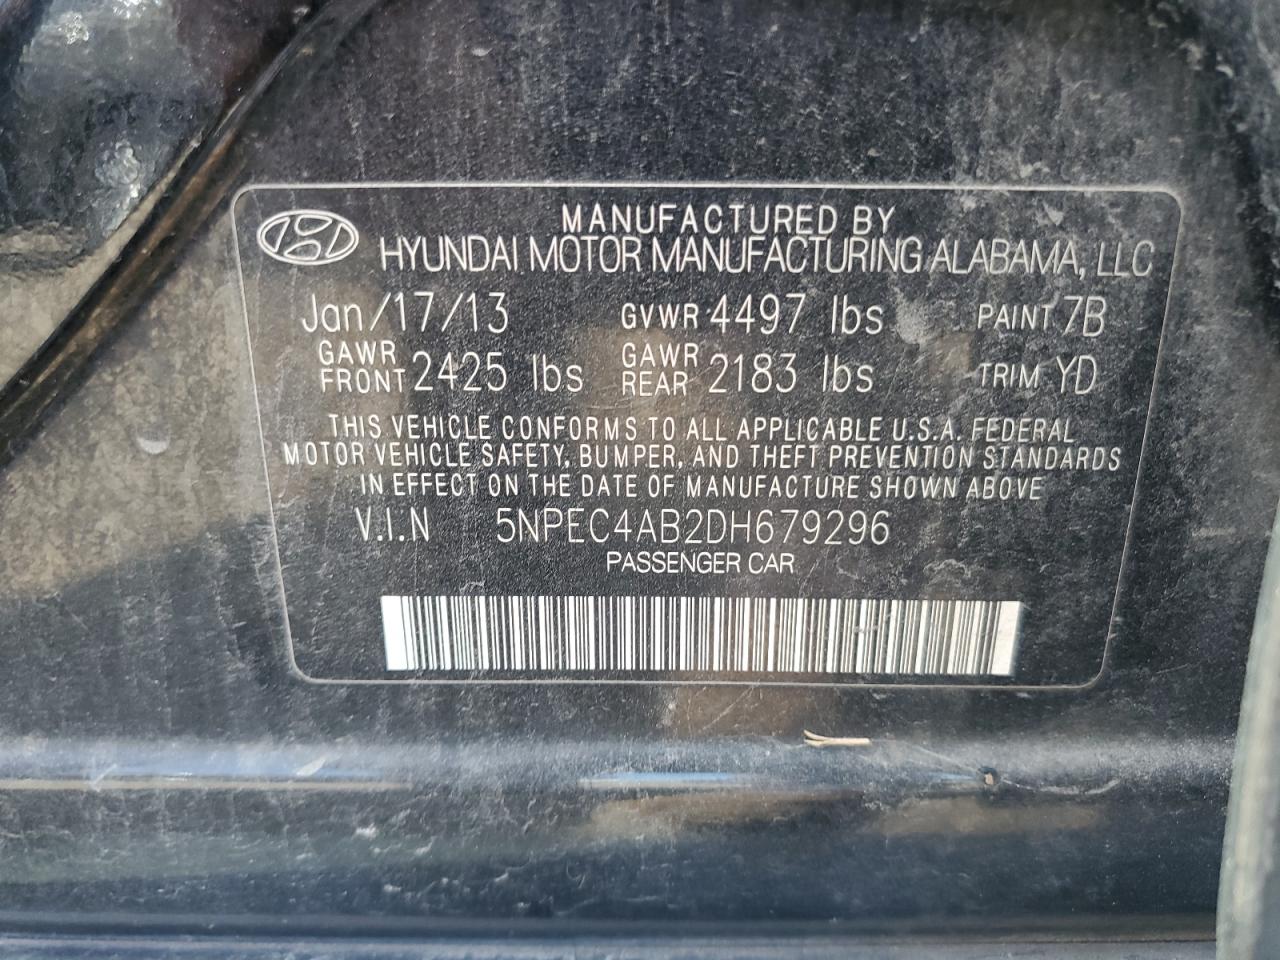 MANUFACTURED BY
HYUNDAI MOTOR MANUFACTURING ALABAMA, LLC
Jan/17/13 GVWR 4497 lbs PAINT 7B
GAWR FRONT 2425 lbs GAWR REAR 2183 lbs TRIM YD
THIS VEHICLE CONFORMS TO ALL APPLICABLE U.S.A. FEDERAL
MOTOR VEHICLE SAFETY, BUMPER, AND THEFT PREVENTION STANDARDS
IN EFFECT ON THE DATE OF MANUFACTURE SHOWN ABOVE
V.I.N 5NPEC4AB2DH679296
PASSENGER CAR